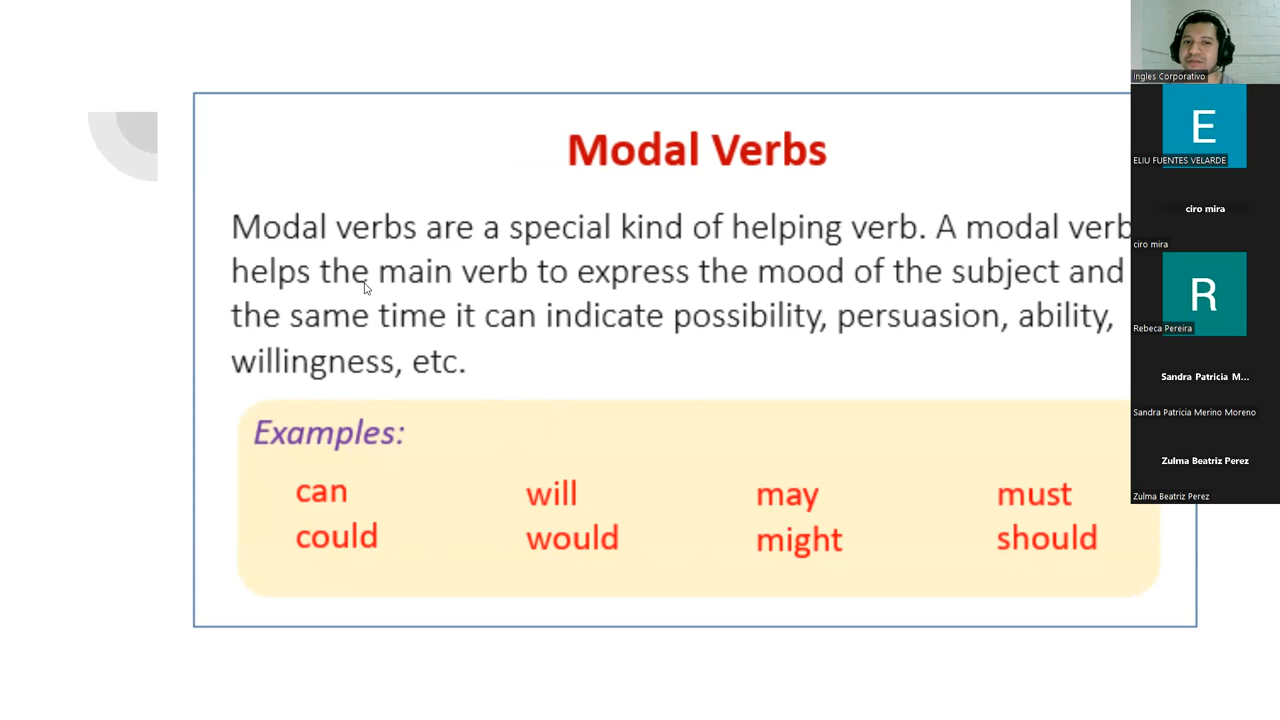 Modal Verbs
Modal verbs are a special kind of helping verb. A modal verb
helps the main verb to express the mood of the subject and
the same time it can indicate possibility, persuasion, ability,
willingness, etc.
Examples:
can will may must
could would might should
Ingles Corporativo
E
ELIU FUENTES VELARDE
ciro mira
ciro mira
R
Rebeca Pereira
Sandra Patricia M...
Sandra Patricia Merino Moreno
Zulma Beatriz Perez
Zulma Beatriz Perez